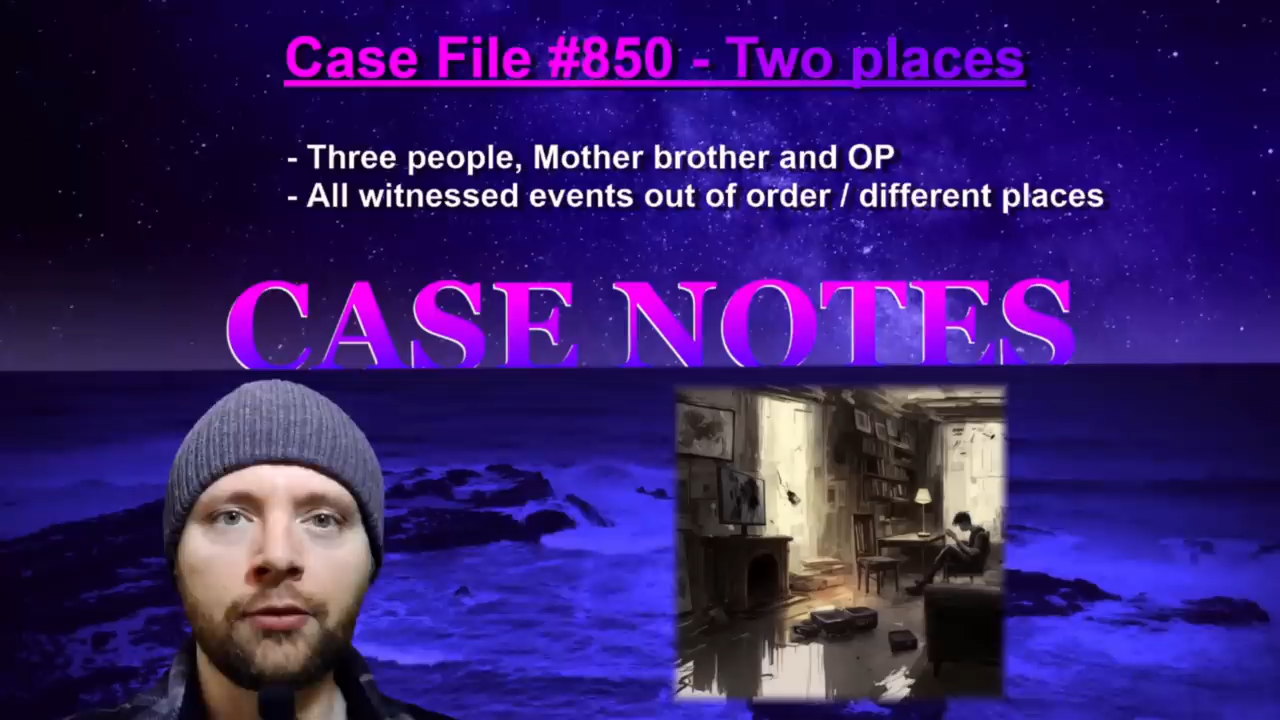 Case File #850 - Two places
- Three people, Mother brother and OP
- All witnessed events out of order / different places
CASE NOTES